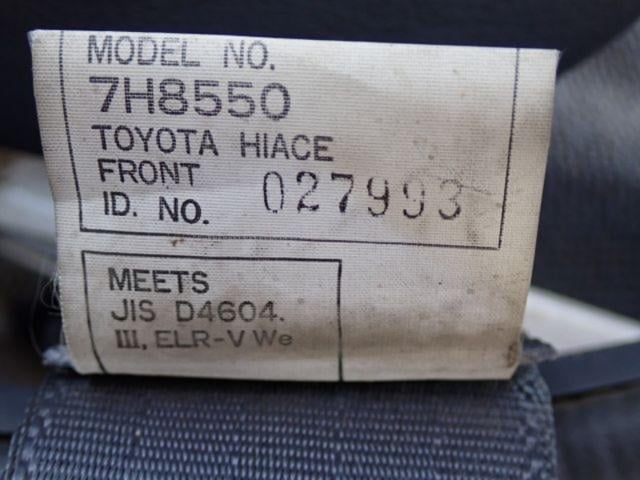 MODEL NO.
7H8550
TOYOTA HIACE
FRONT
ID. NO. 027993
MEETS
JIS D4604.
III, ELR-V We